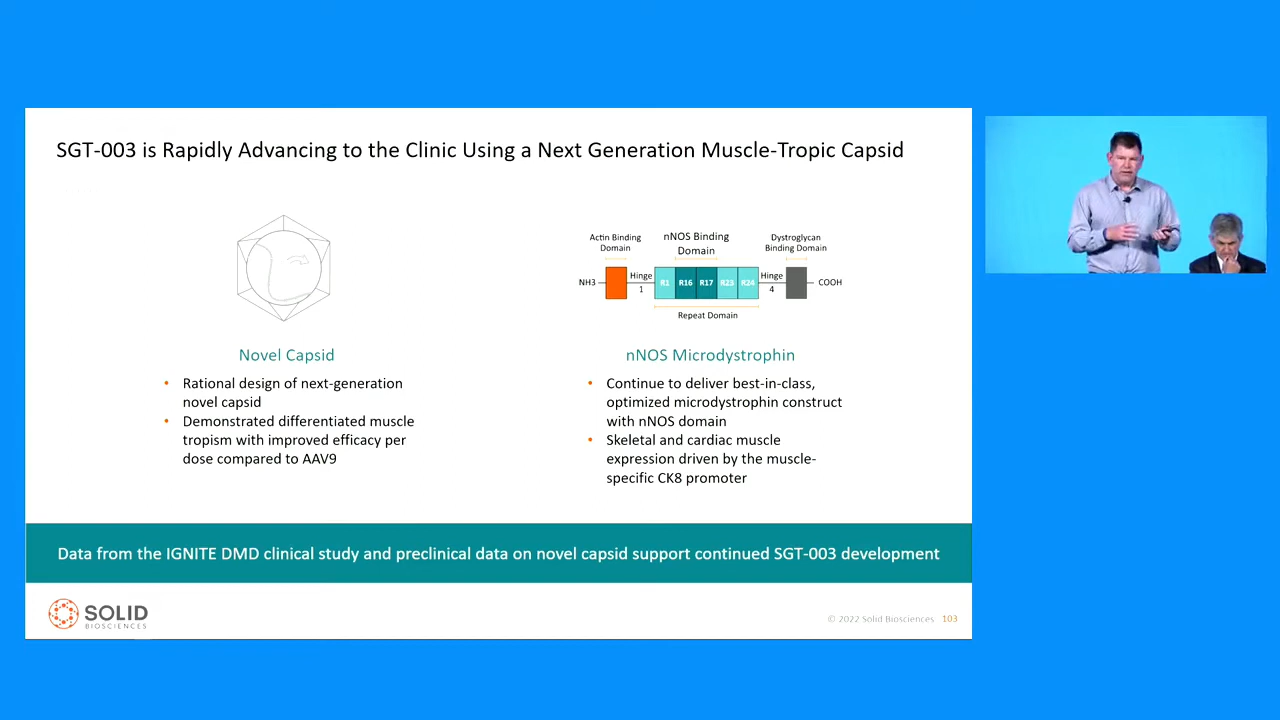 SGT-003 is Rapidly Advancing to the Clinic Using a Next Generation Muscle-Tropic Capsid
Novel Capsid
• Rational design of next-generation
novel capsid
• Demonstrated differentiated muscle
tropism with improved efficacy per
dose compared to AAV9
Actin Binding
Domain
nNOS Binding
Domain
Dystroglycan
Binding Domain
NH3
Hinge
1
R1
R16
R17
R23
R24
Hinge
4
COOH
Repeat Domain
nNOS Microdystrophin
• Continue to deliver best-in-class,
optimized microdystrophin construct
with nNOS domain
• Skeletal and cardiac muscle
expression driven by the muscle-
specific CK8 promoter
Data from the IGNITE DMD clinical study and preclinical data on novel capsid support continued SGT-003 development
SOLID
BIOSCIENCES
© 2022 Solid Biosciences 103